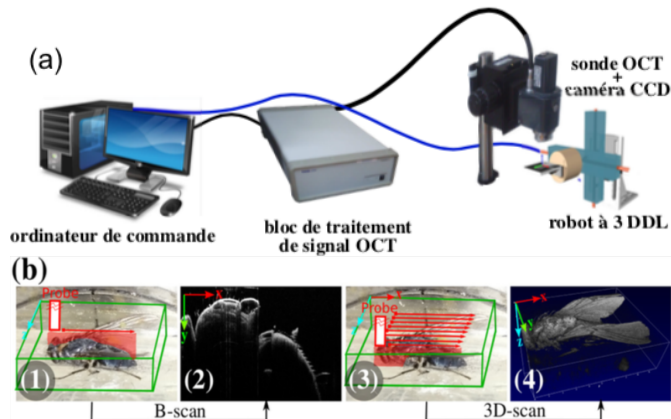 (a)
sonde OCT
+
caméra CCD
ordinateur de commande
bloc de traitement
de signal OCT
robot à 3 DDL
(b)
Probe
x
(1)
x
y
(2)
B-scan
x
Probe
(3)
x
y
z
(4)
3D-scan